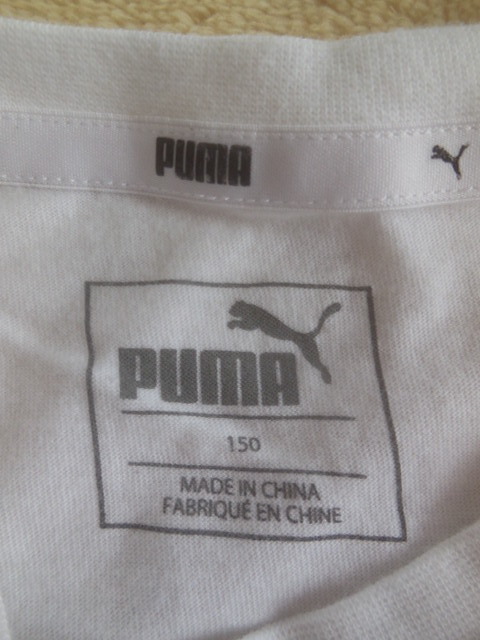 PUMA
PUMA
150
MADE IN CHINA
FABRIQUÉ EN CHINE